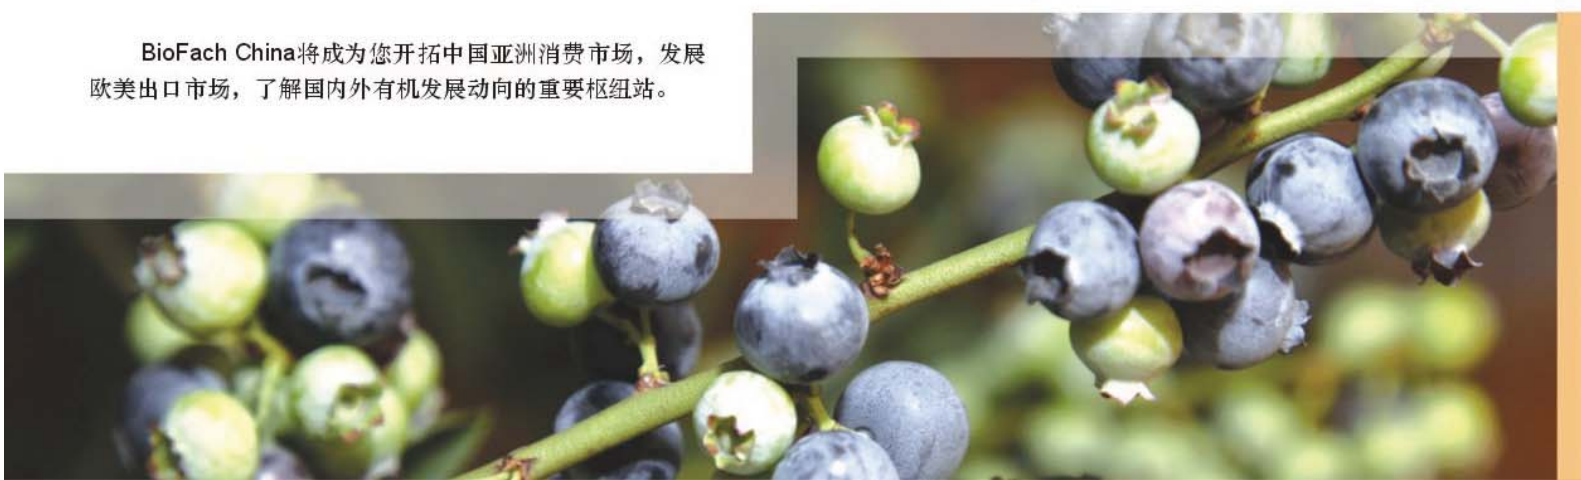 BioFach China将成为您开拓中国亚洲消费市场，发展
欧美出口市场，了解国内外有机发展动向的重要枢纽站。